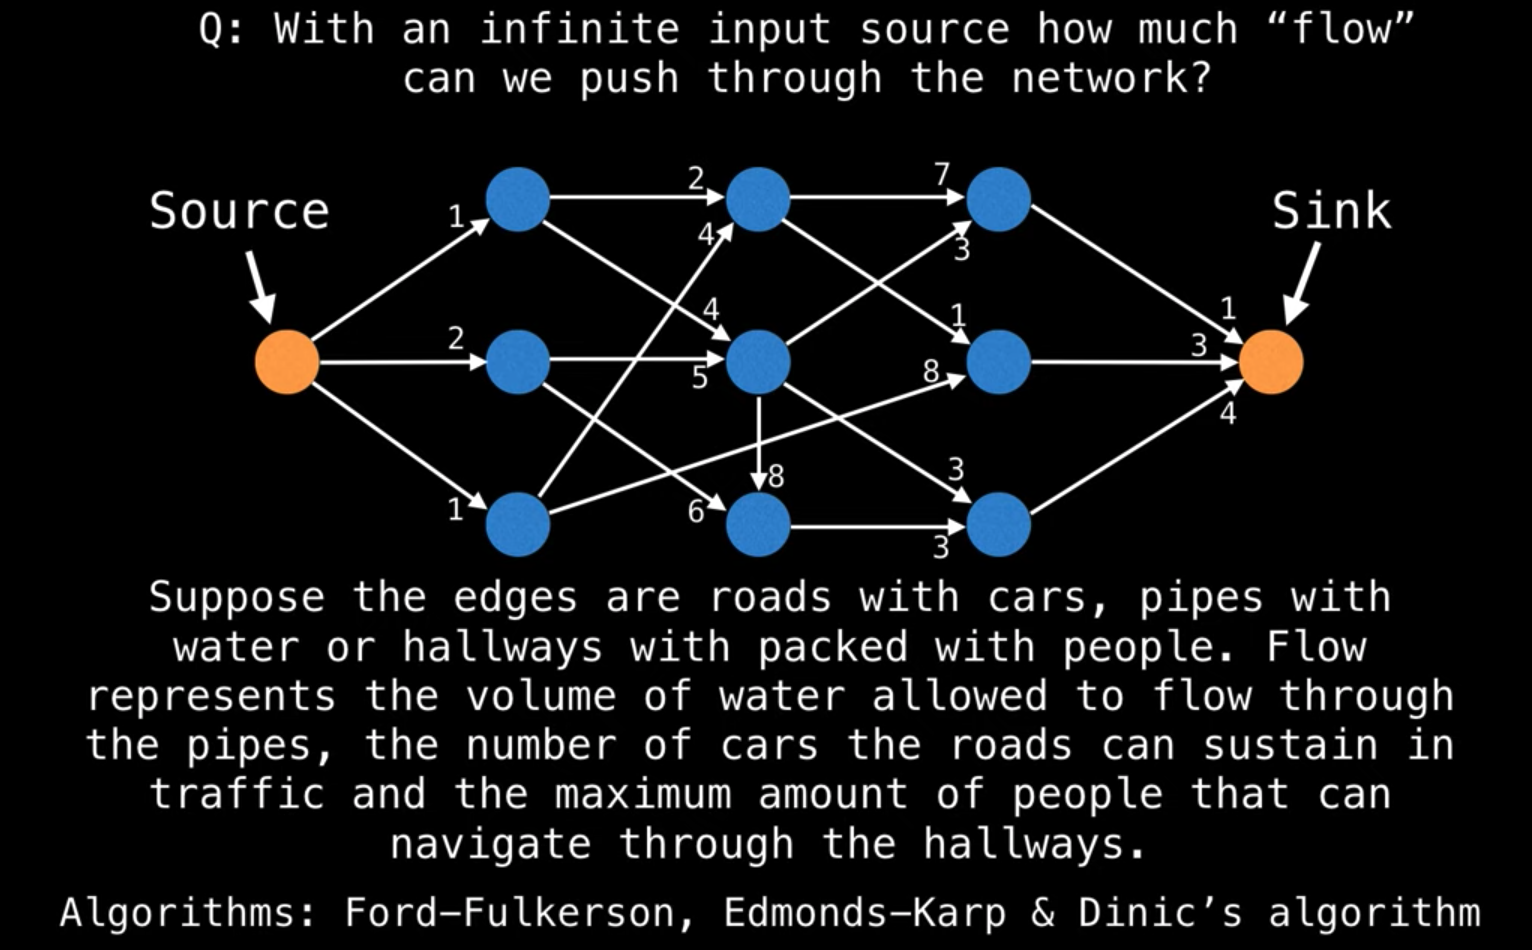 Q: With an infinite input source how much “flow”
can we push through the network?
Source
Sink
1
2
7
4
3
1
2
4
1
3
5
8
1
6
8
3
3
4
Suppose the edges are roads with cars, pipes with
water or hallways with packed with people. Flow
represents the volume of water allowed to flow through
the pipes, the number of cars the roads can sustain in
traffic and the maximum amount of people that can
navigate through the hallways.
Algorithms: Ford–Fulkerson, Edmonds–Karp & Dinic’s algorithm